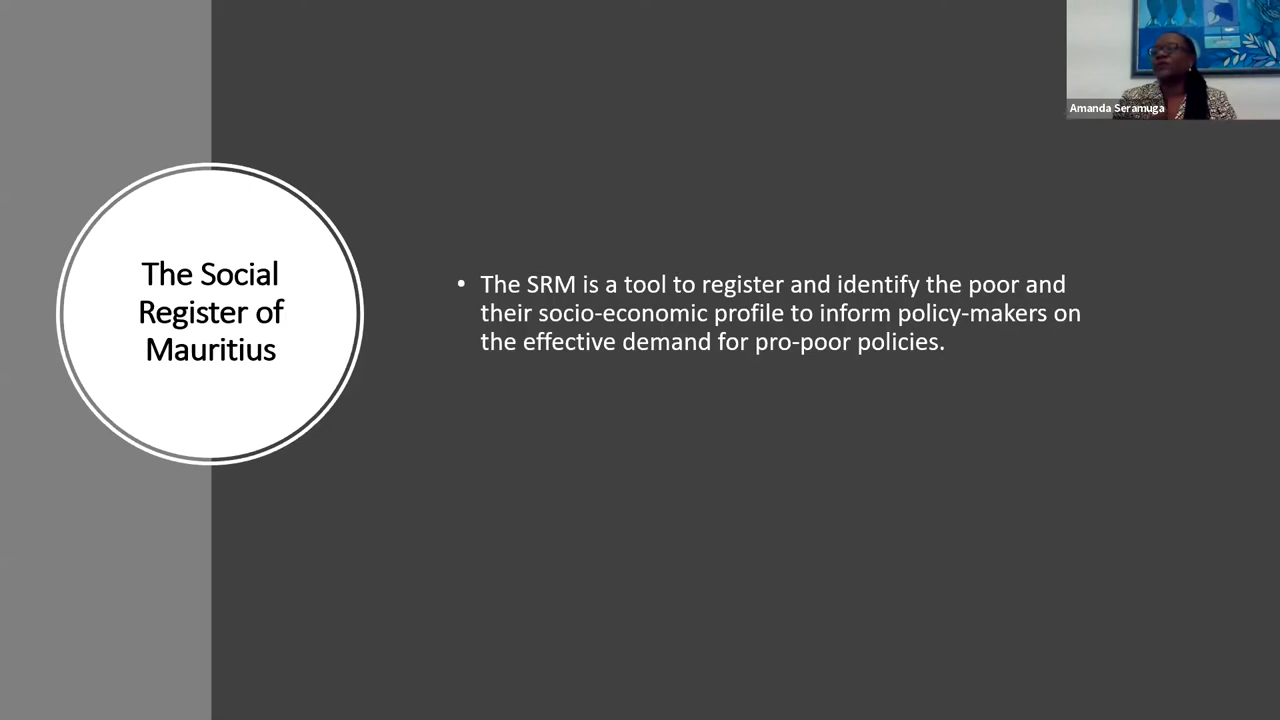 Amanda Seramuga
The Social
Register of
Mauritius
• The SRM is a tool to register and identify the poor and
their socio-economic profile to inform policy-makers on
the effective demand for pro-poor policies.